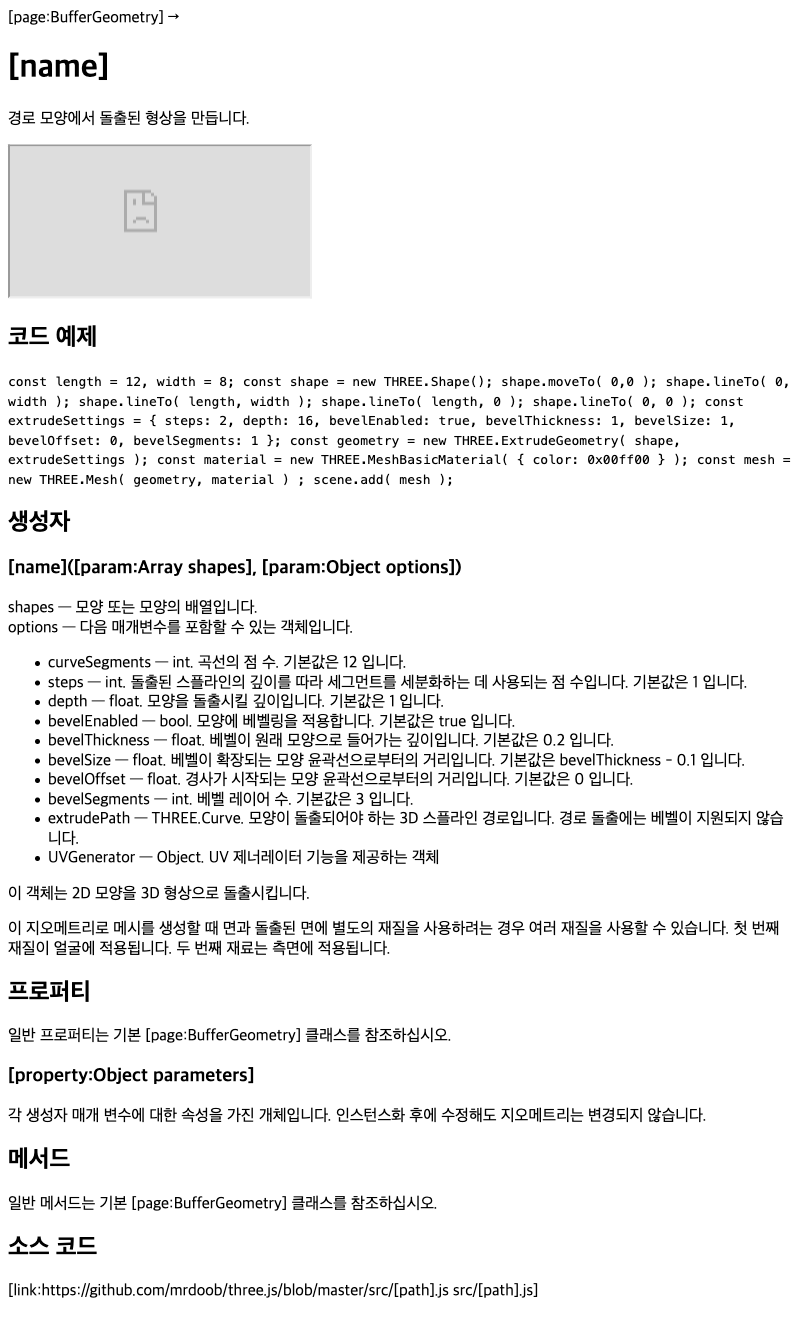 [page:BufferGeometry] →
[name]
경로 모양에서 돌출된 형상을 만듭니다.
코드 예제
const length = 12, width = 8; const shape = new THREE.Shape(); shape.moveTo( 0,0 ); shape.lineTo( 0,
width ); shape.lineTo( length, width ); shape.lineTo( length, 0 ); shape.lineTo( 0, 0 ); const
extrudeSettings = { steps: 2, depth: 16, bevelEnabled: true, bevelThickness: 1, bevelSize: 1,
bevelOffset: 0, bevelSegments: 1 }; const geometry = new THREE.ExtrudeGeometry( shape,
extrudeSettings ); const material = new THREE.MeshBasicMaterial( { color: 0x00ff00 } ); const mesh =
new THREE.Mesh( geometry, material ) ; scene.add( mesh );
생성자
[name]([param:Array shapes], [param:Object options])
shapes — 모양 또는 모양의 배열입니다.
options — 다음 매개변수를 포함할 수 있는 객체입니다.
• curveSegments — int. 곡선의 점 수. 기본값은 12 입니다.
• steps — int. 돌출된 스플라인의 깊이를 따라 세그먼트를 세분화하는 데 사용되는 점 수입니다. 기본값은 1 입니다.
• depth — float. 모양을 돌출시킬 깊이입니다. 기본값은 1 입니다.
• bevelEnabled — bool. 모양에 베벨링을 적용합니다. 기본값은 true 입니다.
• bevelThickness — float. 베벨이 원래 모양으로 들어가는 깊이입니다. 기본값은 0.2 입니다.
• bevelSize — float. 베벨이 확장되는 모양 윤곽선으로부터의 거리입니다. 기본값은 bevelThickness - 0.1 입니다.
• bevelOffset — float. 경사가 시작되는 모양 윤곽선으로부터의 거리입니다. 기본값은 0 입니다.
• bevelSegments — int. 베벨 레이어 수. 기본값은 3 입니다.
• extrudePath — THREE.Curve. 모양이 돌출되어야 하는 3D 스플라인 경로입니다. 경로 돌출에는 베벨이 지원되지 않습
니다.
• UVGenerator — Object. UV 제너레이터 기능을 제공하는 객체
이 객체는 2D 모양을 3D 형상으로 돌출시킵니다.
이 지오메트리로 메시를 생성할 때 면과 돌출된 면에 별도의 재질을 사용하려는 경우 여러 재질을 사용할 수 있습니다. 첫 번째
재질이 얼굴에 적용됩니다. 두 번째 재료는 측면에 적용됩니다.
프로퍼티
일반 프로퍼티는 기본 [page:BufferGeometry] 클래스를 참조하십시오.
[property:Object parameters]
각 생성자 매개 변수에 대한 속성을 가진 개체입니다. 인스턴스화 후에 수정해도 지오메트리는 변경되지 않습니다.
메서드
일반 메서드는 기본 [page:BufferGeometry] 클래스를 참조하십시오.
소스 코드
[link:https://github.com/mrdoob/three.js/blob/master/src/[path].js src/[path].js]